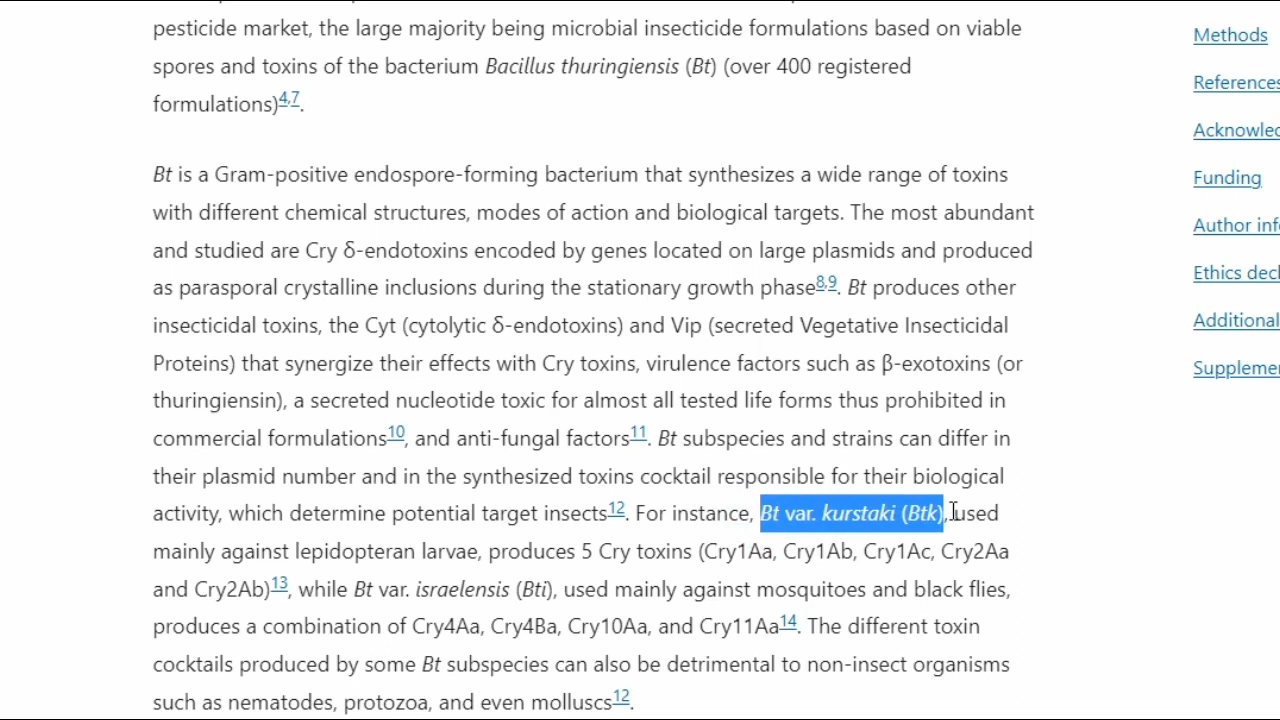 pesticide market, the large majority being microbial insecticide formulations based on viable
spores and toxins of the bacterium Bacillus thuringiensis (Bt) (over 400 registered
formulations)4,7.
Bt is a Gram-positive endospore-forming bacterium that synthesizes a wide range of toxins
with different chemical structures, modes of action and biological targets. The most abundant
and studied are Cry δ-endotoxins encoded by genes located on large plasmids and produced
as parasporal crystalline inclusions during the stationary growth phase8,9. Bt produces other
insecticidal toxins, the Cyt (cytolytic δ-endotoxins) and Vip (secreted Vegetative Insecticidal
Proteins) that synergize their effects with Cry toxins, virulence factors such as β-exotoxins (or
thuringiensin), a secreted nucleotide toxic for almost all tested life forms thus prohibited in
commercial formulations10, and anti-fungal factors11. Bt subspecies and strains can differ in
their plasmid number and in the synthesized toxins cocktail responsible for their biological
activity, which determine potential target insects12. For instance, Bt var. kurstaki (Btk), used
mainly against lepidopteran larvae, produces 5 Cry toxins (Cry1Aa, Cry1Ab, Cry1Ac, Cry2Aa
and Cry2Ab)13, while Bt var. israelensis (Bti), used mainly against mosquitoes and black flies,
produces a combination of Cry4Aa, Cry4Ba, Cry10Aa, and Cry11Aa14. The different toxin
cocktails produced by some Bt subspecies can also be detrimental to non-insect organisms
such as nematodes, protozoa, and even molluscs12.
Methods
References
Acknowled
Funding
Author inf
Ethics decl
Additional
Supplemen